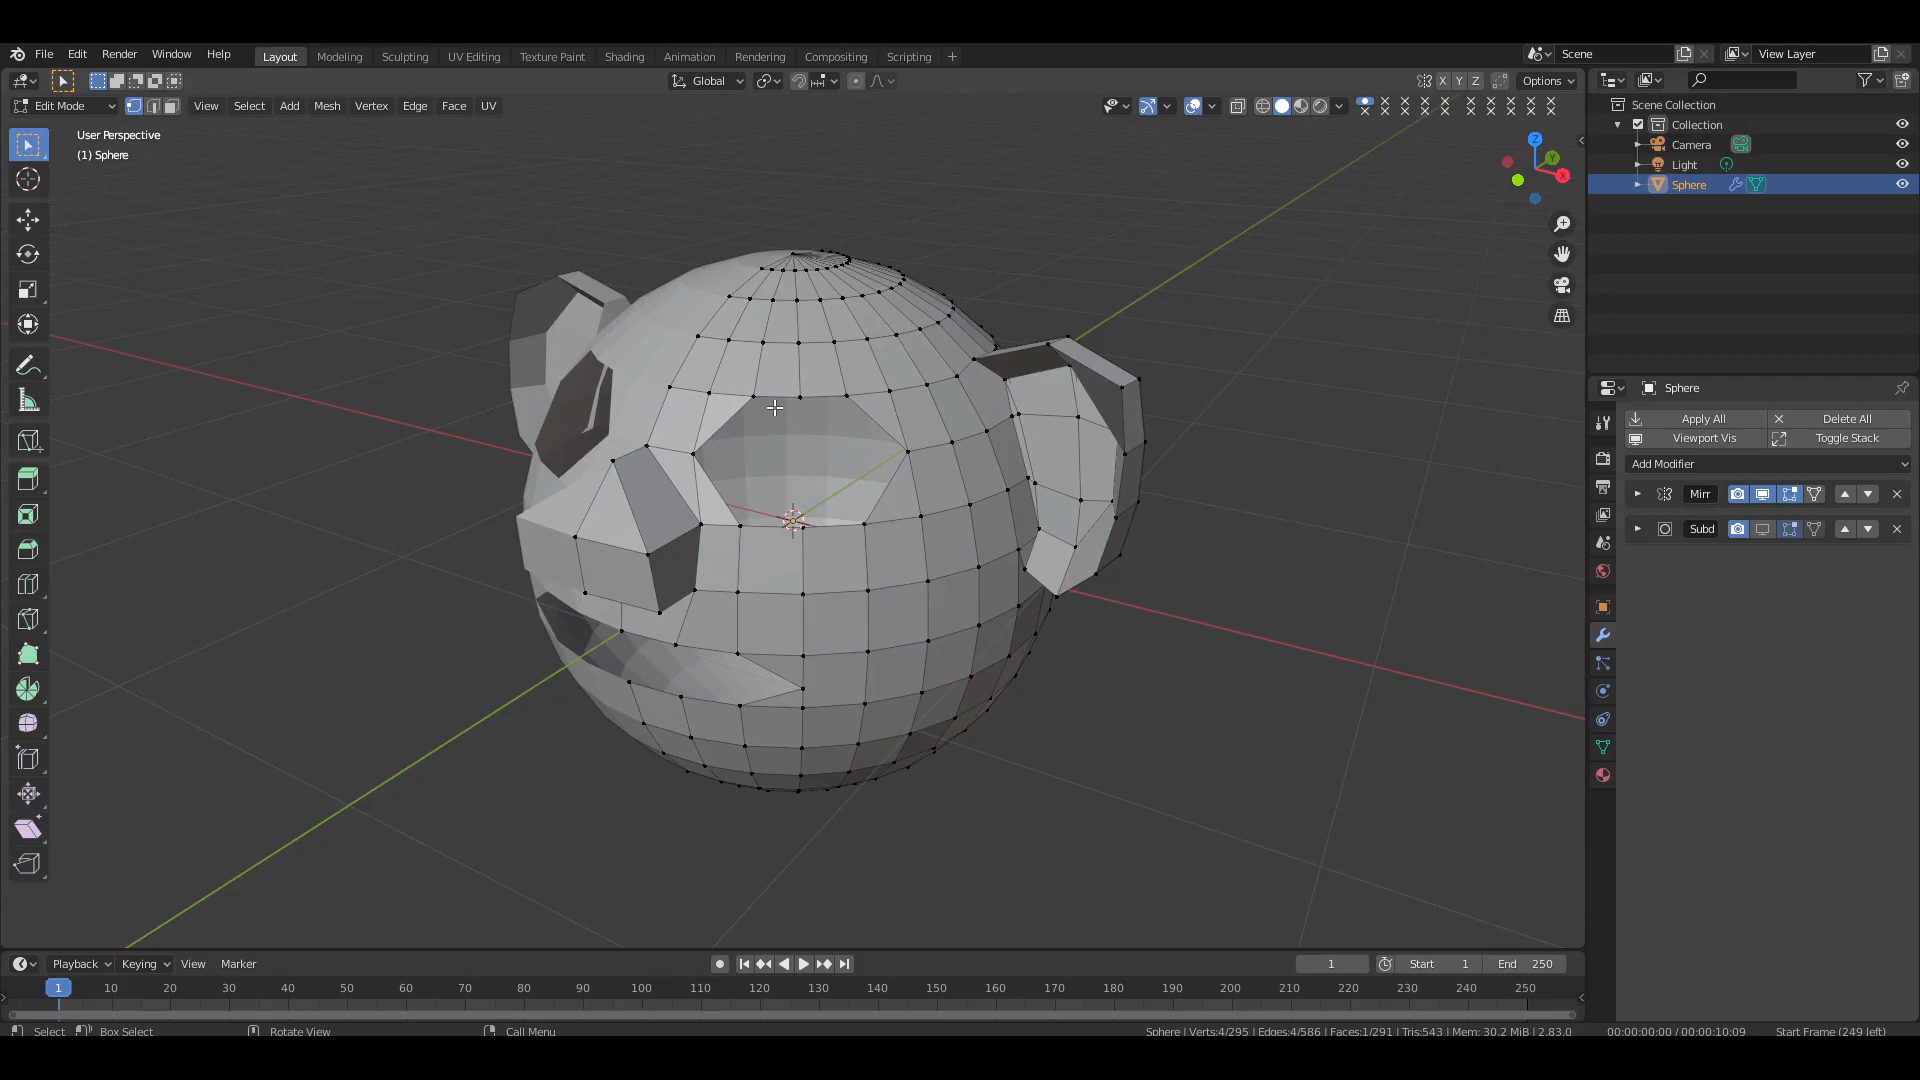 File Edit Render Window Help Layout Modeling Sculpting UV Editing Texture Paint Shading Animation Rendering Compositing Scripting + Scene View Layer
Global X Y Z Options
Edit Mode View Select Add Mesh Vertex Edge Face UV
User Perspective
(1) Sphere
Z
Y
X
Scene Collection
Collection
Camera
Light
Sphere
Sphere
Apply All Delete All
Viewport Vis Toggle Stack
Add Modifier
Mirr
Subd
Playback Keying View Marker 1 Start 1 End 250
1 10 20 30 40 50 60 70 80 90 100 110 120 130 140 150 160 170 180 190 200 210 220 230 240 250
Select Box Select Rotate View Call Menu Sphere | Verts:4/295 | Edges:4/586 | Faces:1/291 | Tris:543 | Mem: 30.2 MiB | 2.83.0 00:00:00:00 / 00:00:10:09 Start Frame (249 left)